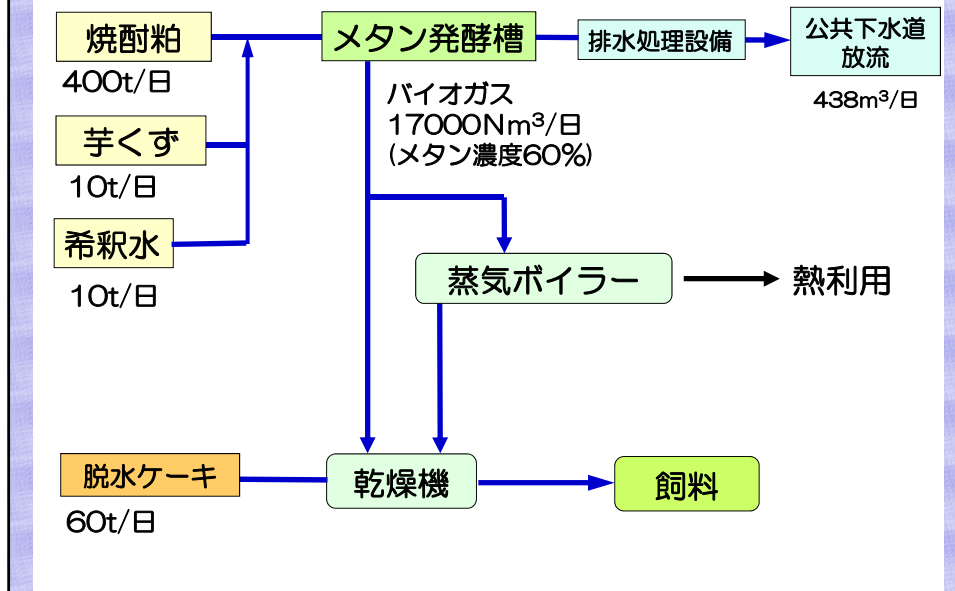 焼酎粕
400t/日
メタン発酵槽
排水処理設備
公共下水道
放流
438m³/日
バイオガス
17000Nm³/日
(メタン濃度60%)
芋くず
10t/日
希釈水
10t/日
蒸気ボイラー
熱利用
脱水ケーキ
60t/日
乾燥機
飼料